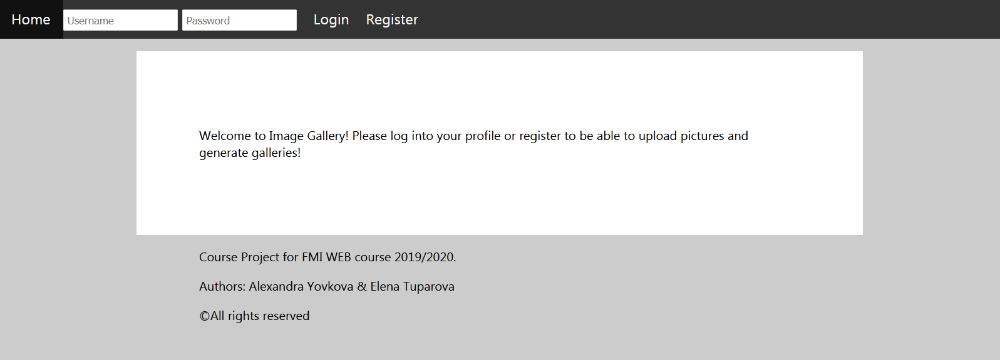 Home Username Password Login Register
Welcome to Image Gallery! Please log into your profile or register to be able to upload pictures and
generate galleries!
Course Project for FMI WEB course 2019/2020.
Authors: Alexandra Yovkova & Elena Tuparova
©All rights reserved